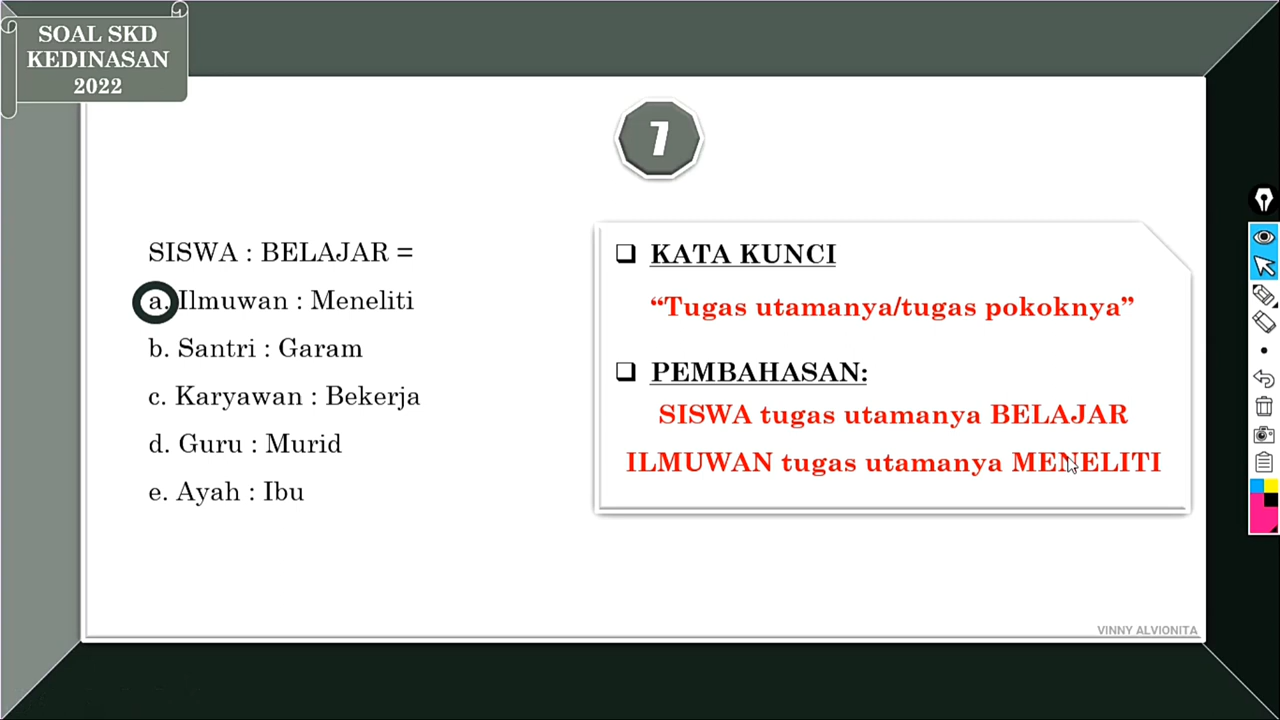 SOAL SKD
KEDINASAN
2022
7
SISWA : BELAJAR =
a. Ilmuwan : Meneliti
b. Santri : Garam
c. Karyawan : Bekerja
d. Guru : Murid
e. Ayah : Ibu
KATA KUNCI
“Tugas utamanya/tugas pokoknya”
PEMBAHASAN:
SISWA tugas utamanya BELAJAR
ILMUWAN tugas utamanya MENELITI
VINNY ALVIONITA